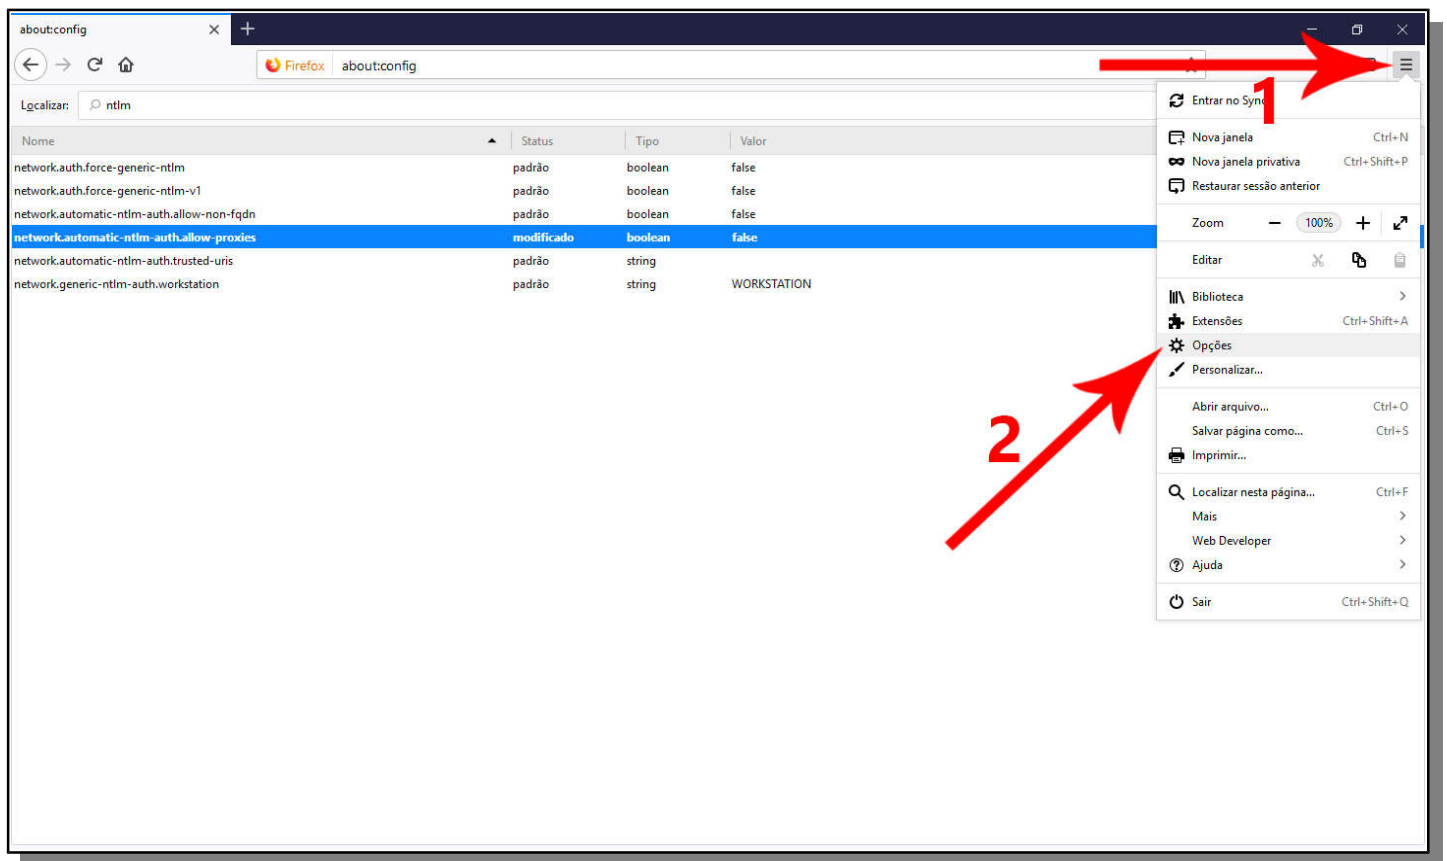 about:config
Firefox about:config
Localizar: ntlm
Nome Status Tipo Valor
network.auth.force-generic-ntlm padrão boolean false
network.auth.force-generic-ntlm-v1 padrão boolean false
network.automatic-ntlm-auth.allow-non-fqdn padrão boolean false
network.automatic-ntlm-auth.allow-proxies modificado boolean false
network.automatic-ntlm-auth.trusted-uris padrão string
network.generic-ntlm-auth.workstation padrão string WORKSTATION
1
Entrar no Sync
Nova janela Ctrl+N
Nova janela privativa Ctrl+Shift+P
Restaurar sessão anterior
Zoom 100%
Editar
Biblioteca
Extensões Ctrl+Shift+A
Opções
Personalizar...
2
Abrir arquivo... Ctrl+O
Salvar página como... Ctrl+S
Imprimir...
Localizar nesta página... Ctrl+F
Mais
Web Developer
Ajuda
Sair Ctrl+Shift+Q